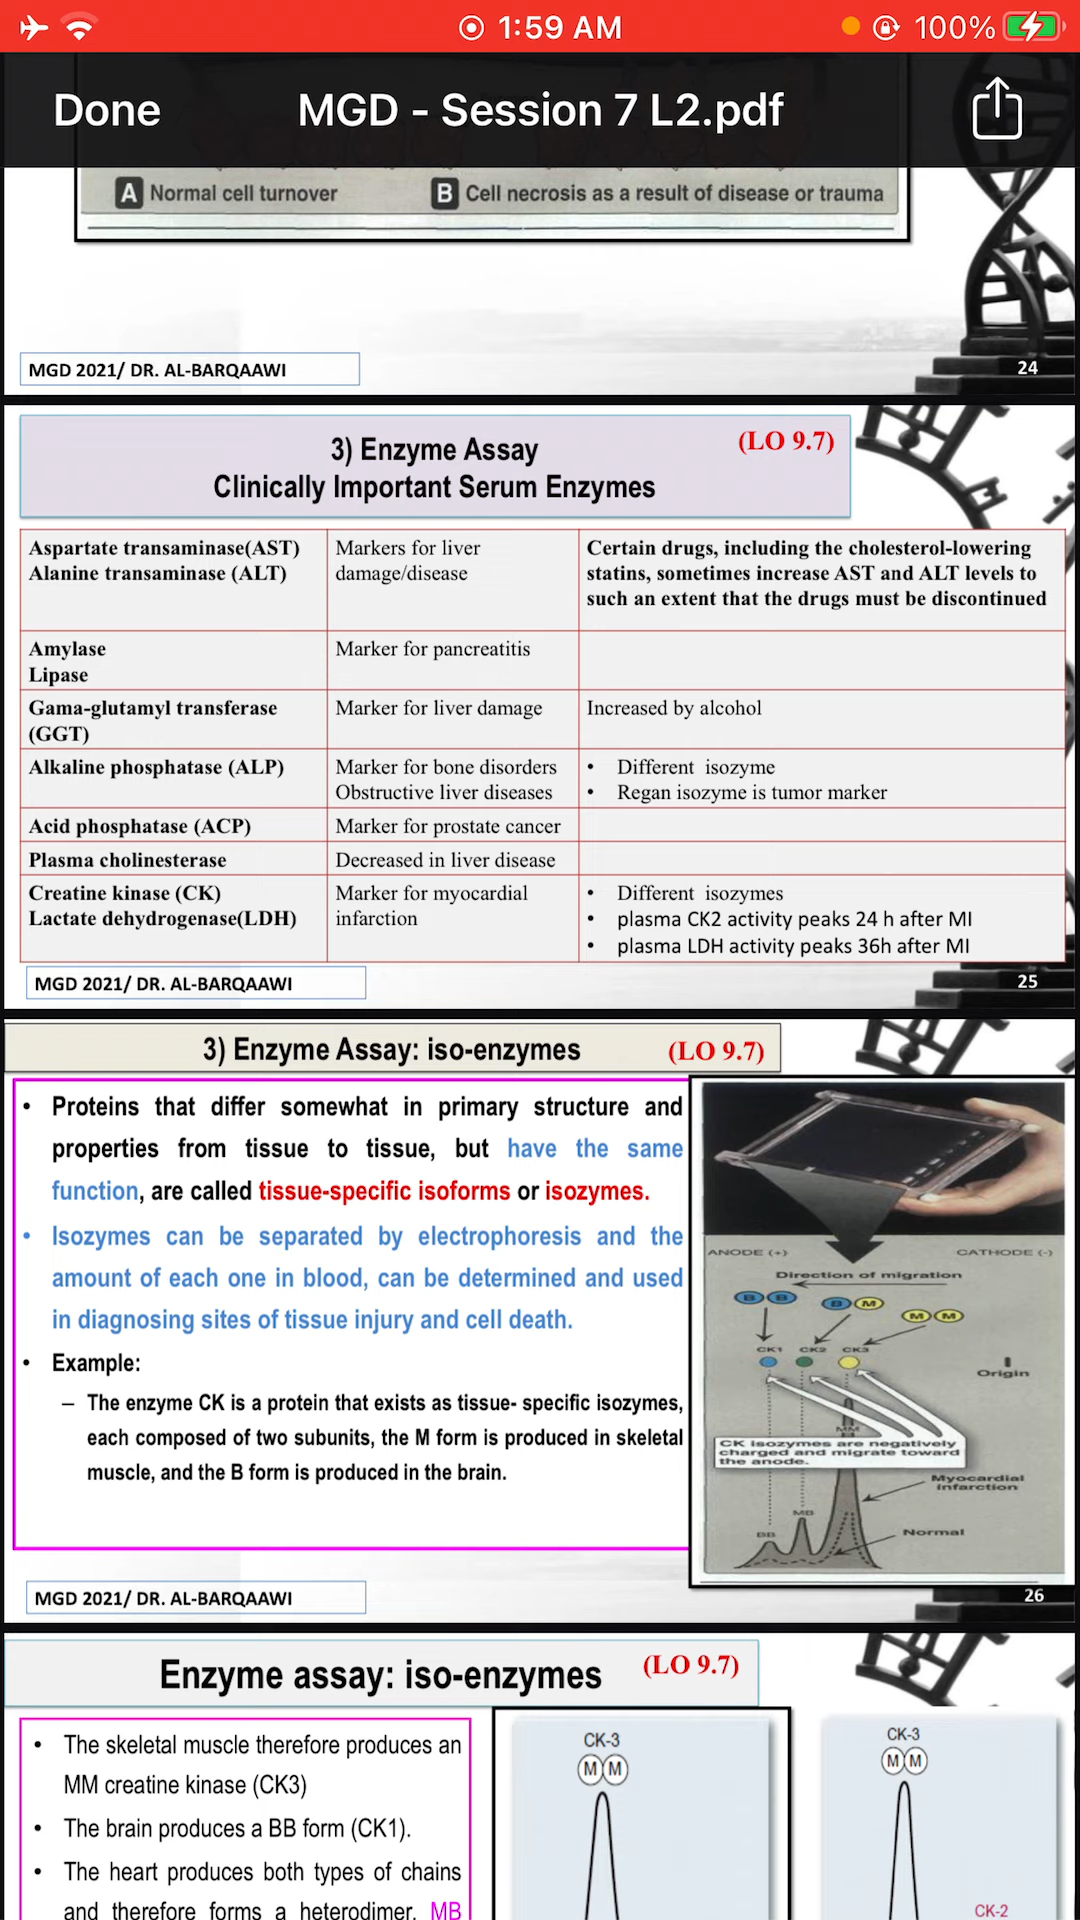 1:59 AM
100%
Done
MGD - Session 7 L2.pdf
A Normal cell turnover
B Cell necrosis as a result of disease or trauma
MGD 2021/ DR. AL-BARQAAWI
24
3) Enzyme Assay
(LO 9.7)
Clinically Important Serum Enzymes
Aspartate transaminase(AST)
Alanine transaminase (ALT)
Markers for liver
damage/disease
Certain drugs, including the cholesterol-lowering
statins, sometimes increase AST and ALT levels to
such an extent that the drugs must be discontinued
Amylase
Lipase
Marker for pancreatitis
Gama-glutamyl transferase
(GGT)
Marker for liver damage
Increased by alcohol
Alkaline phosphatase (ALP)
Marker for bone disorders
Obstructive liver diseases
• Different isozyme
• Regan isozyme is tumor marker
Acid phosphatase (ACP)
Marker for prostate cancer
Plasma cholinesterase
Decreased in liver disease
Creatine kinase (CK)
Lactate dehydrogenase(LDH)
Marker for myocardial
infarction
• Different isozymes
• plasma CK2 activity peaks 24 h after MI
• plasma LDH activity peaks 36h after MI
MGD 2021/ DR. AL-BARQAAWI
25
3) Enzyme Assay: iso-enzymes
(LO 9.7)
• Proteins that differ somewhat in primary structure and
properties from tissue to tissue, but have the same
function, are called tissue-specific isoforms or isozymes.
• Isozymes can be separated by electrophoresis and the
amount of each one in blood, can be determined and used
in diagnosing sites of tissue injury and cell death.
• Example:
– The enzyme CK is a protein that exists as tissue- specific isozymes,
each composed of two subunits, the M form is produced in skeletal
muscle, and the B form is produced in the brain.
ANODE (+)
CATHODE (-)
Direction of migration
B B
B M
M M
CK1 CK2 CK3
Origin
MM
CK isozymes are negatively
charged and migrate toward
the anode.
Myocardial
infarction
MB
BB
Normal
MGD 2021/ DR. AL-BARQAAWI
26
Enzyme assay: iso-enzymes
(LO 9.7)
• The skeletal muscle therefore produces an
MM creatine kinase (CK3)
• The brain produces a BB form (CK1).
• The heart produces both types of chains
and therefore forms a heterodimer, MB
CK-3
M M
CK-3
M M
CK-2